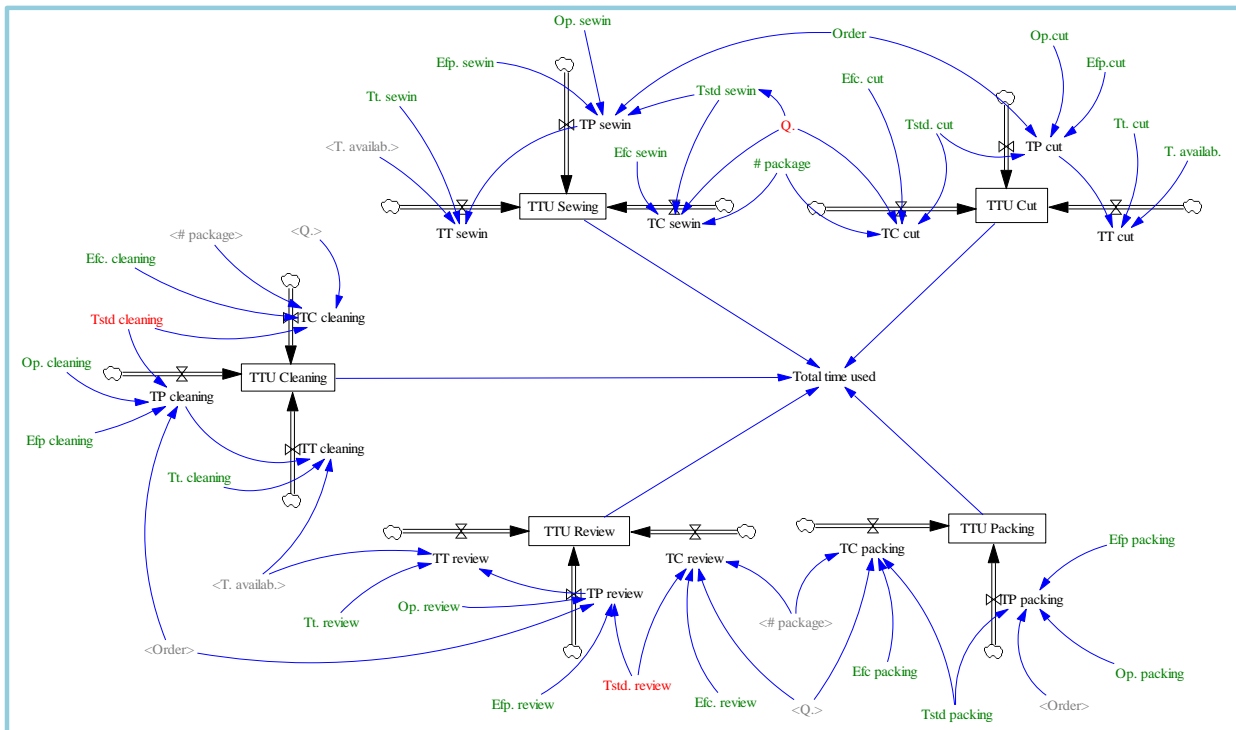 Op. sewin
Order
Op.cut
Efp. sewin
Efp.cut
Efc. cut
Tt. sewin
Tstd sewin
TP sewin
Q.
Tstd. cut
Tt. cut
<T. availab.>
Efc sewin
TP cut
T. availab.
# package
TTU Sewing
TTU Cut
TT sewin
TC sewin
TC cut
TT cut
<# package>
<Q.>
Efc. cleaning
Tstd cleaning
TC cleaning
Op. cleaning
TTU Cleaning
Total time used
TP cleaning
Efp cleaning
TT cleaning
Tt. cleaning
TTU Review
TTU Packing
Efp packing
TT review
TC review
TC packing
<T. availab.>
TP review
TP packing
Op. review
Tt. review
<# package>
<Order>
Efc packing
Op. packing
Tstd. review
Efp. review
Efc. review
<Q.>
Tstd packing
<Order>